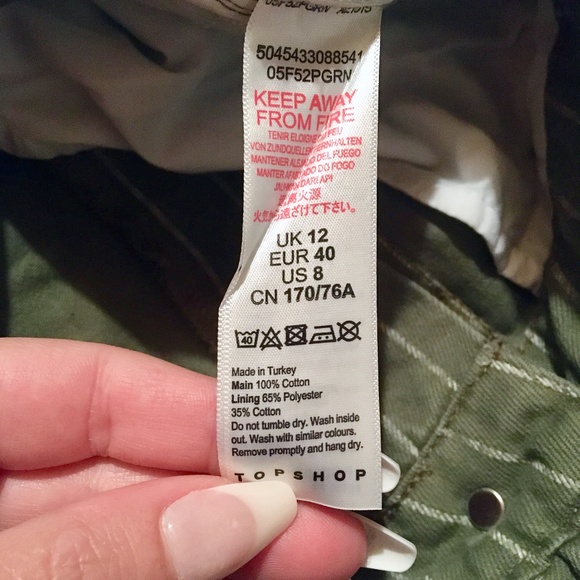 05F52PGRN
5045433088541
05F52PGRN
KEEP AWAY
FROM FIRE
TENIR ELOIGNE DU FEU
VON ZUNDQUELLEN FERNHALTEN
MANTENER ALEJADO DEL FUEGO
MANTER AFASTADO DO FOGO
JAUHKAN DARI API
远离火源
火気から遠ざけて下さい。
UK 12
EUR 40
US 8
CN 170/76A
40
Made in Turkey
Main 100% Cotton
Lining 65% Polyester
35% Cotton
Do not tumble dry. Wash inside
out. Wash with similar colours.
Remove promptly and hang dry.
TOPSHOP